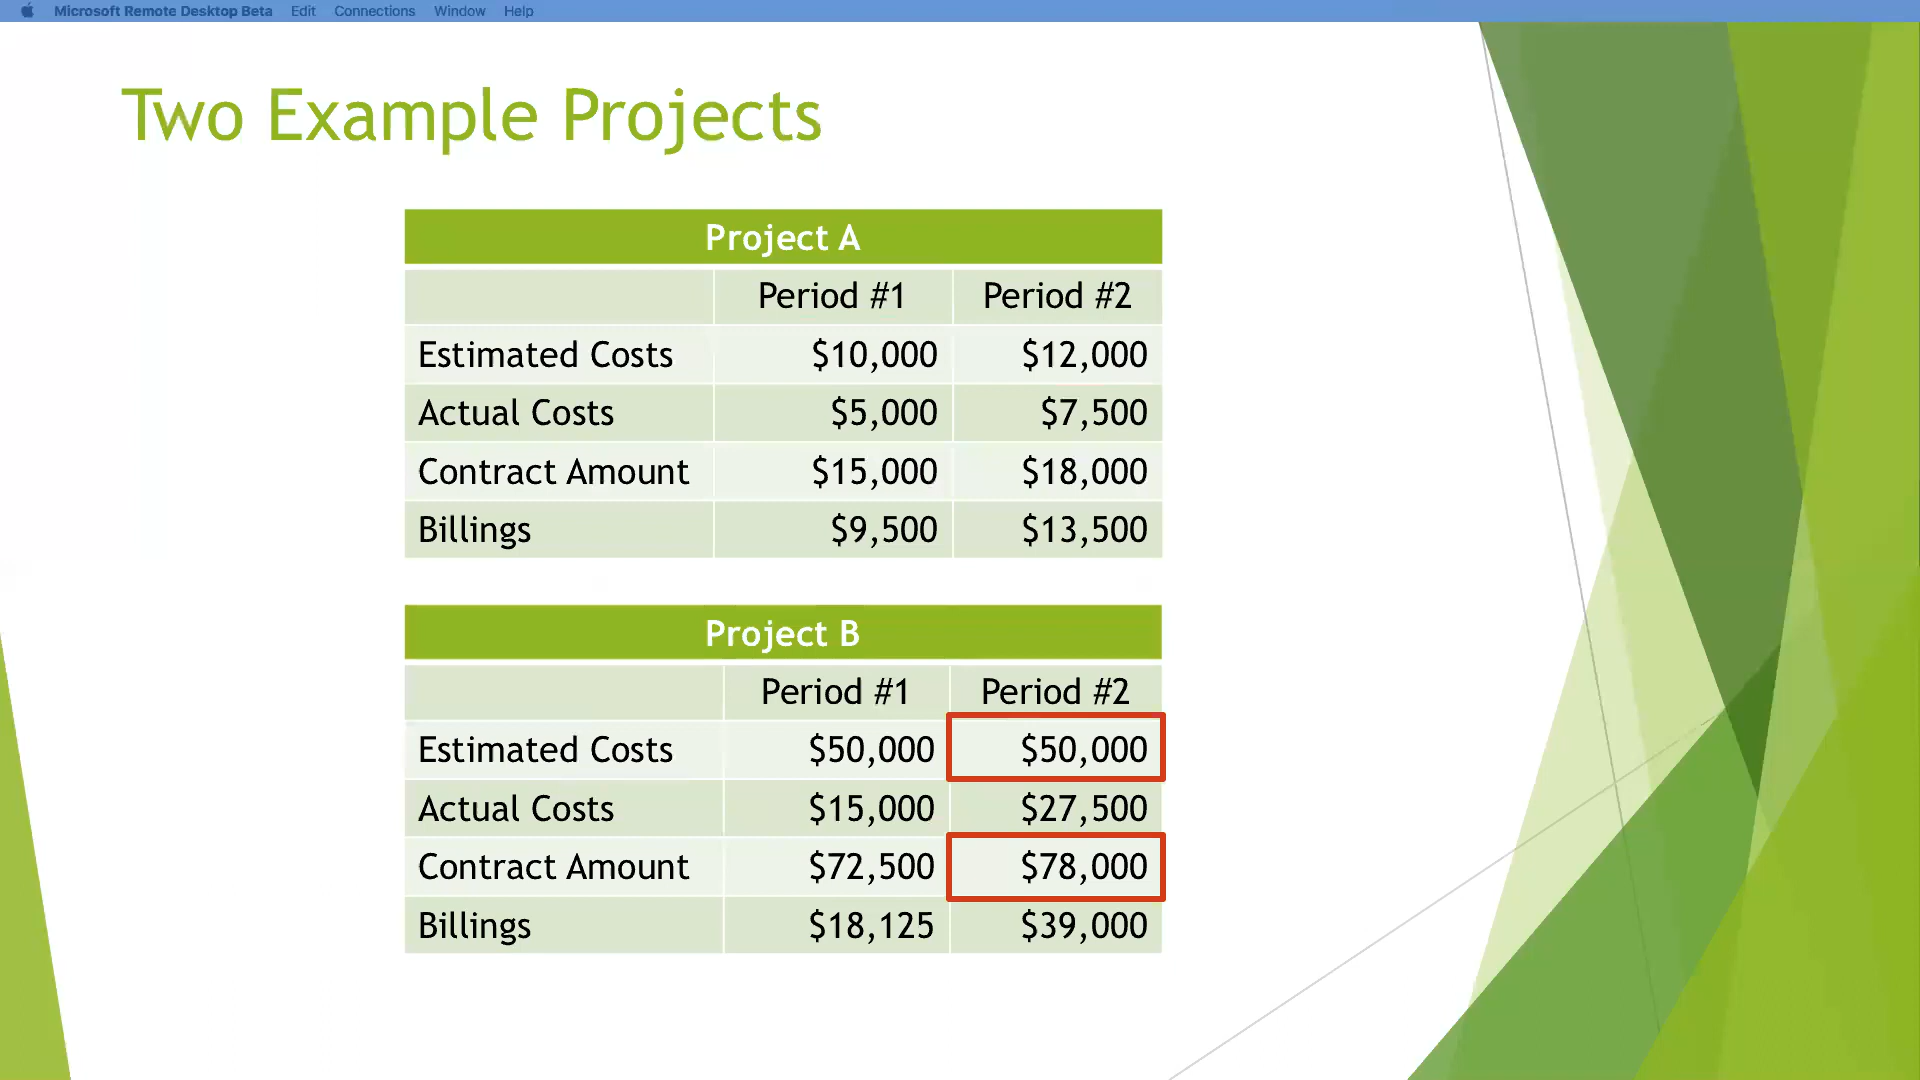 Microsoft Remote Desktop Beta Edit Connections Window Help
Two Example Projects
Project A
Period #1 Period #2
Estimated Costs $10,000 $12,000
Actual Costs $5,000 $7,500
Contract Amount $15,000 $18,000
Billings $9,500 $13,500
Project B
Period #1 Period #2
Estimated Costs $50,000 $50,000
Actual Costs $15,000 $27,500
Contract Amount $72,500 $78,000
Billings $18,125 $39,000